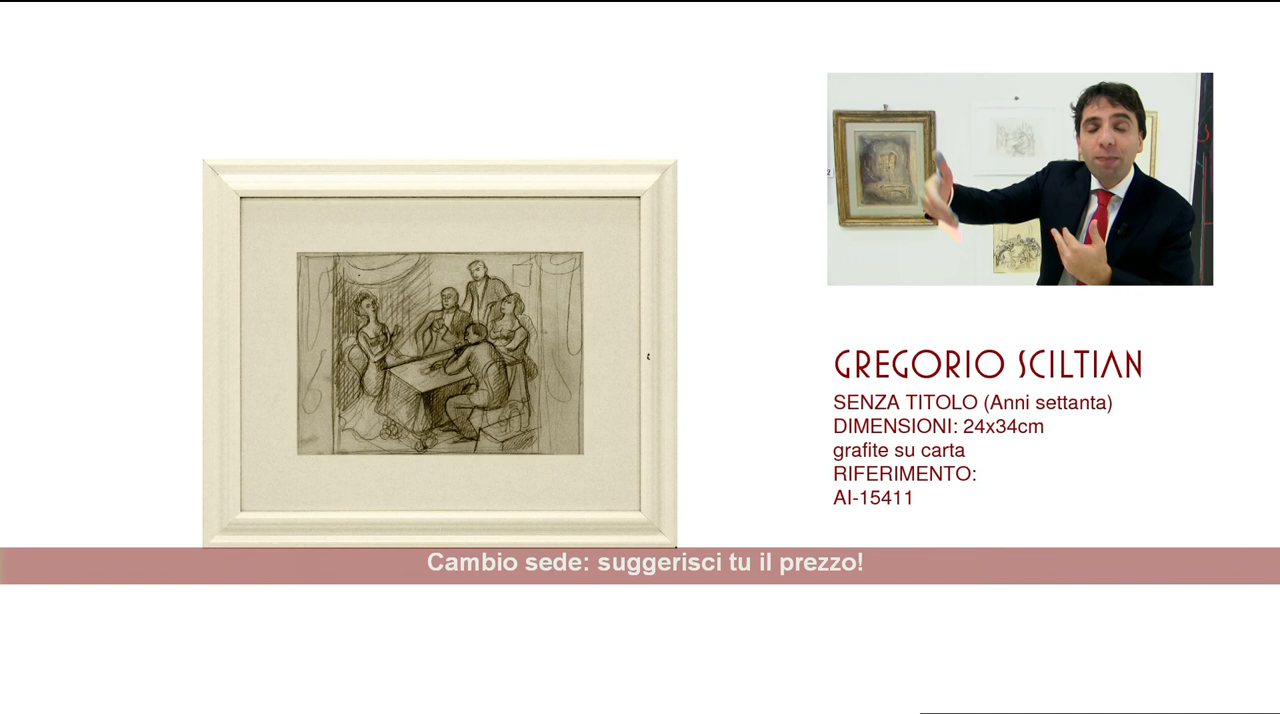 GREGORIO SCILTIAN
SENZA TITOLO (Anni settanta)
DIMENSIONI: 24x34cm
grafite su carta
RIFERIMENTO:
AI-15411
Cambio sede: suggerisci tu il prezzo!